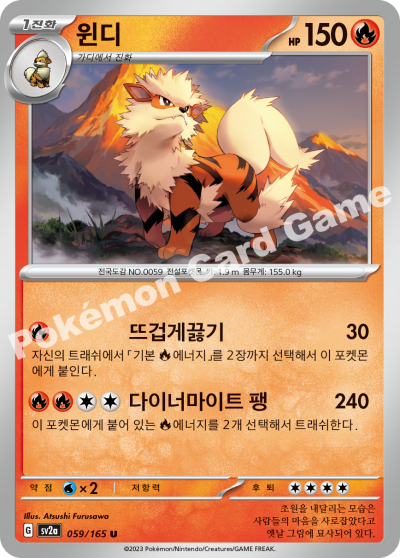 1진화 윈디 HP 150
가디에서 진화
전국도감 NO.0059 전설포켓몬 키: 1.9 m 몸무게: 155.0 kg
뜨겁게끓기 30
자신의 트래쉬에서 「기본 에너지」를 2장까지 선택해서 이 포켓몬
에게 붙인다.
다이너마이트 팽 240
이 포켓몬에게 붙어 있는 에너지를 2개 선택해서 트래쉬한다.
약점 ×2 저항력 후퇴
Illus. Atsushi Furusawa
G sv2a 059/165 U
초원을 내달리는 모습은
사람들의 마음을 사로잡았다고
옛날 그림에 묘사되어 있다.
©2023 Pokémon/Nintendo/Creatures/GAME FREAK.
Pokémon Card Game